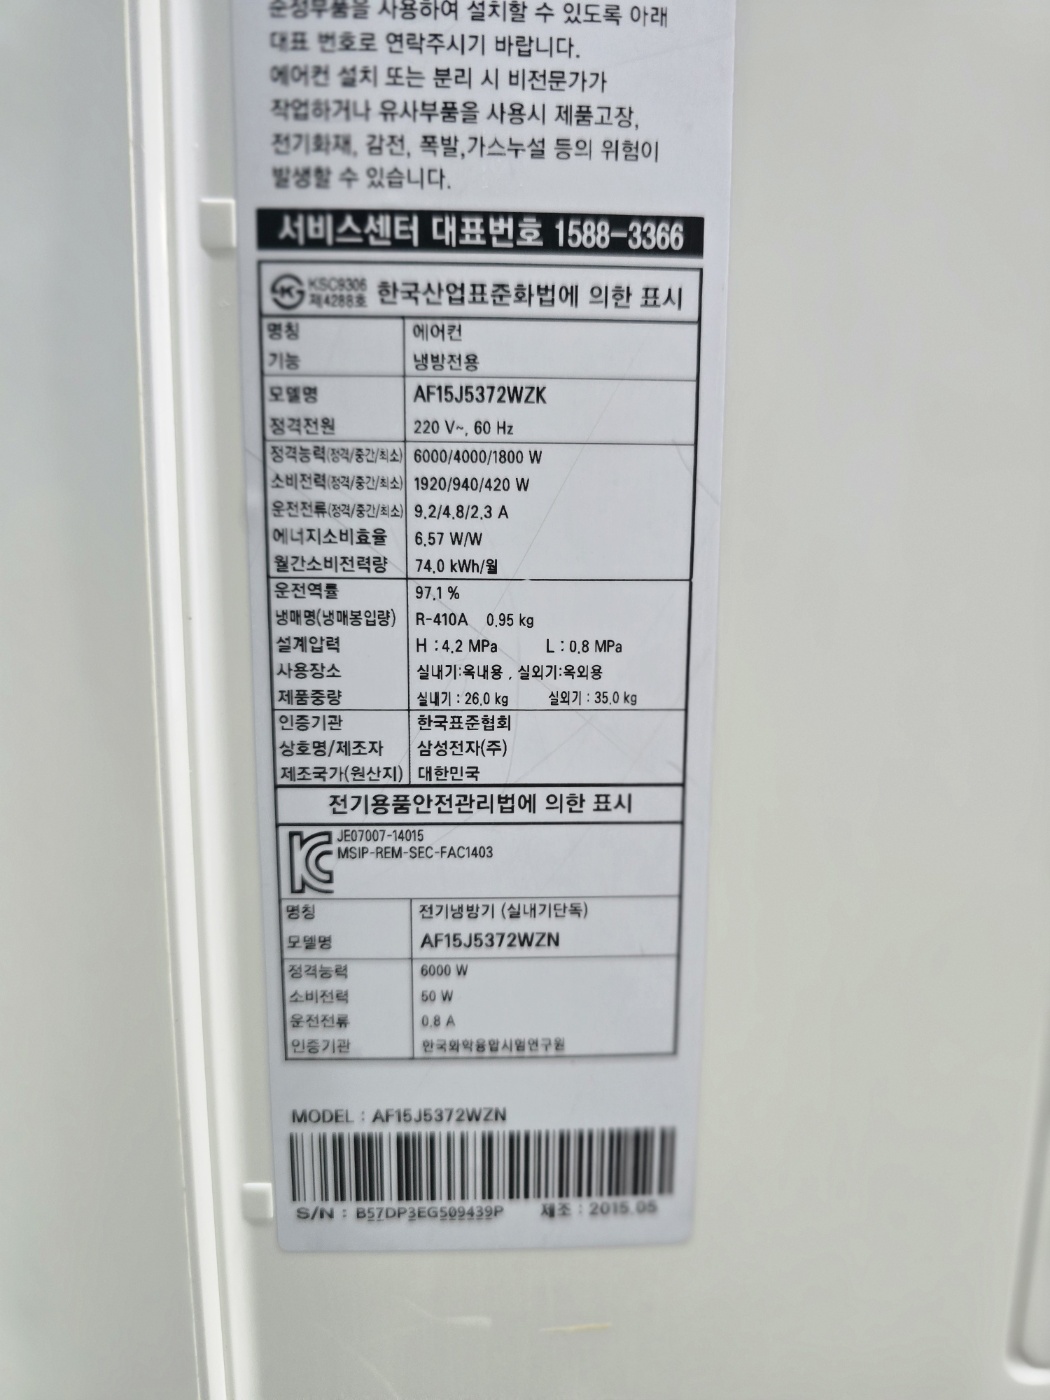 순정부품을 사용하여 설치할 수 있도록 아래
대표 번호로 연락주시기 바랍니다.
에어컨 설치 또는 분리 시 비전문가가
작업하거나 유사부품을 사용시 제품고장,
전기화재, 감전, 폭발,가스누설 등의 위험이
발생할 수 있습니다.
서비스센터 대표번호 1588-3366
KSC9306
제4288호 한국산업표준화법에 의한 표시
명칭 에어컨
기능 냉방전용
모델명 AF15J5372WZK
정격전원 220 V~, 60 Hz
정격능력(정격/중간/최소) 6000/4000/1800 W
소비전력(정격/중간/최소) 1920/940/420 W
운전전류(정격/중간/최소) 9.2/4.8/2.3 A
에너지소비효율 6.57 W/W
월간소비전력량 74.0 kWh/월
운전역률 97.1 %
냉매명(냉매봉입량) R-410A 0.95 kg
설계압력 H : 4.2 MPa L : 0.8 MPa
사용장소 실내기:옥내용 , 실외기:옥외용
제품중량 실내기 : 26.0 kg 실외기 : 35.0 kg
인증기관 한국표준협회
상호명/제조자 삼성전자(주)
제조국가(원산지) 대한민국
전기용품안전관리법에 의한 표시
JE07007-14015
MSIP-REM-SEC-FAC1403
명칭 전기냉방기 (실내기단독)
모델명 AF15J5372WZN
정격능력 6000 W
소비전력 50 W
운전전류 0.8 A
인증기관
MODEL : AF15J5372WZN
S/N : B57DP3EG509439P 제조 : 2015.05